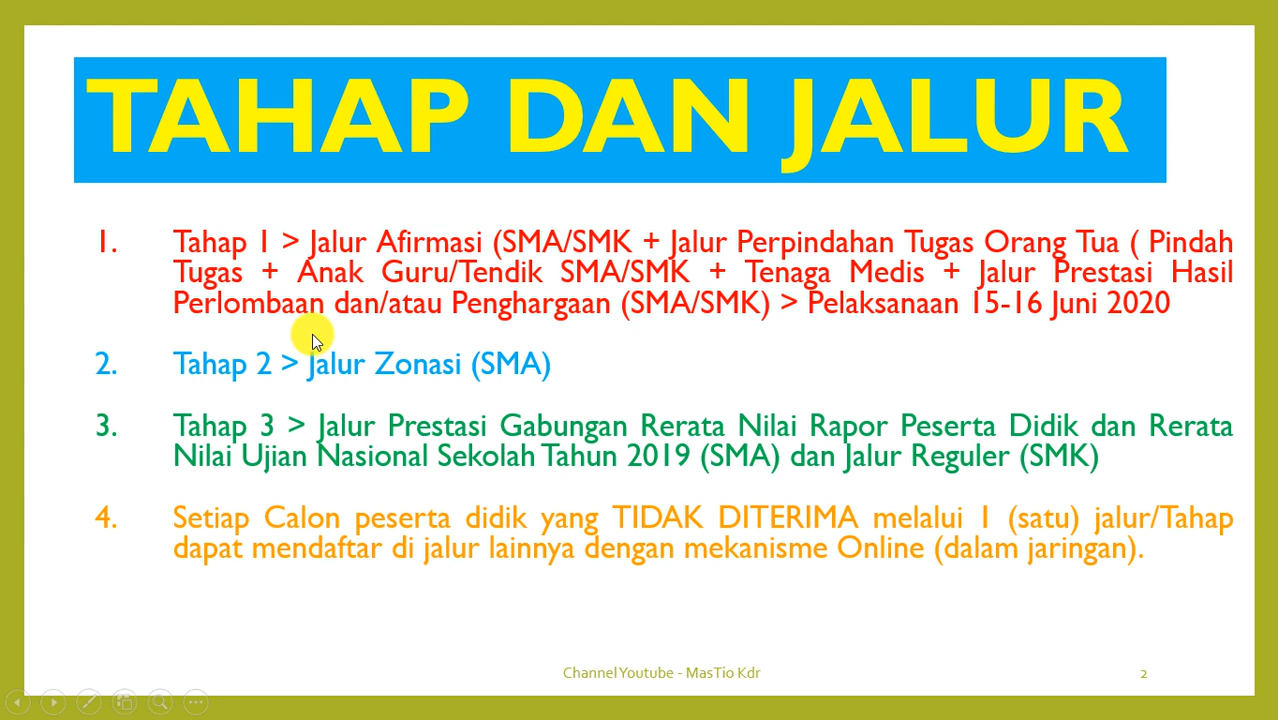 TAHAP DAN JALUR
1. Tahap 1 > Jalur Afirmasi (SMA/SMK + Jalur Perpindahan Tugas Orang Tua ( Pindah
Tugas + Anak Guru/Tendik SMA/SMK + Tenaga Medis + Jalur Prestasi Hasil
Perlombaan dan/atau Penghargaan (SMA/SMK) > Pelaksanaan 15-16 Juni 2020
2. Tahap 2 > Jalur Zonasi (SMA)
3. Tahap 3 > Jalur Prestasi Gabungan Rerata Nilai Rapor Peserta Didik dan Rerata
Nilai Ujian Nasional Sekolah Tahun 2019 (SMA) dan Jalur Reguler (SMK)
4. Setiap Calon peserta didik yang TIDAK DITERIMA melalui 1 (satu) jalur/Tahap
dapat mendaftar di jalur lainnya dengan mekanisme Online (dalam jaringan).
Channel Youtube - MasTio Kdr
2